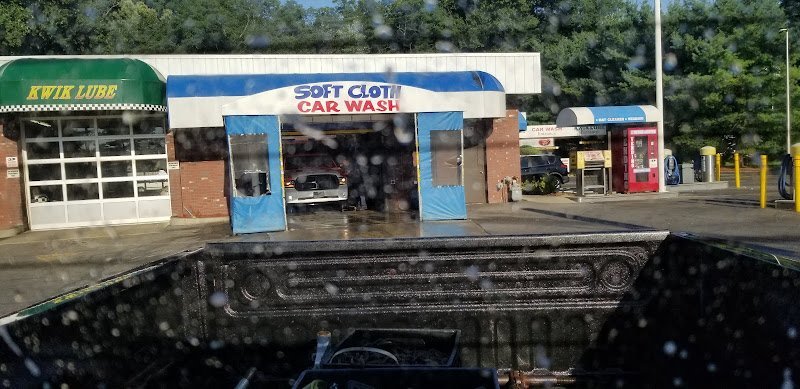 KWIK LUBE
SOFT CLOTH
CAR WASH
CAR WASH